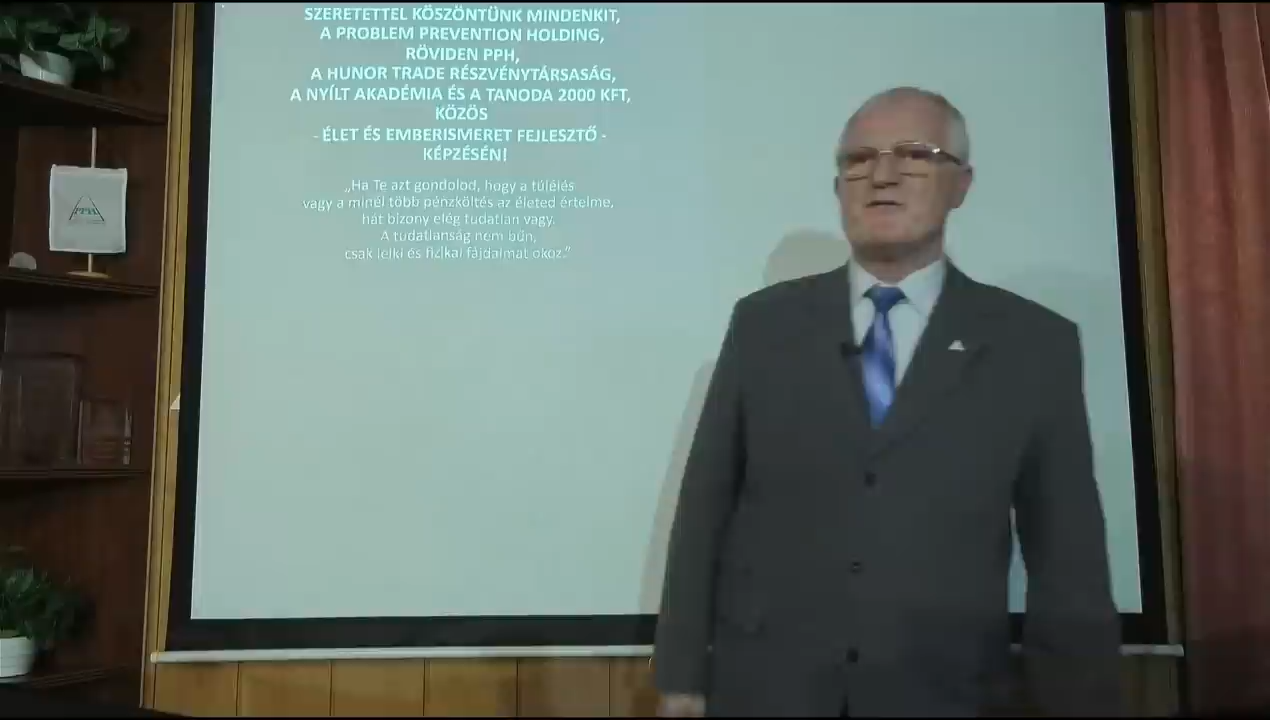 SZERETETTEL KÖSZÖNTÜNK MINDENKIT,
A PROBLEM PREVENTION HOLDING,
RÖVIDEN PPH,
A HUNOR TRADE RÉSZVÉNYTÁRSASÁG,
A NYÍLT AKADÉMIA ÉS A TANODA 2000 KFT,
KÖZÖS
- ÉLET ÉS EMBERISMERET FEJLESZTŐ -
KÉPZÉSÉN!
„Ha Te azt gondolod, hogy a túlélés
vagy a minél több pénzköltés az életed értelme,
hát bizony elég tudatlan vagy.
A tudatlanság nem bűn,
csak lelki és fizikai fájdalmat okoz.”
PPH